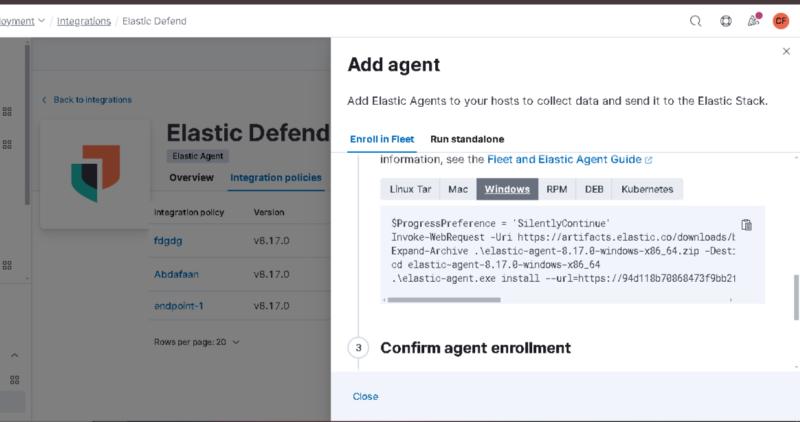 loyment / Integrations / Elastic Defend
CF
Add agent
Add Elastic Agents to your hosts to collect data and send it to the Elastic Stack.
Enroll in Fleet Run standalone
information, see the Fleet and Elastic Agent Guide
Linux Tar Mac Windows RPM DEB Kubernetes
$ProgressPreference = 'SilentlyContinue'
Invoke-WebRequest -Uri https://artifacts.elastic.co/downloads/b
Expand-Archive .\elastic-agent-8.17.0-windows-x86_64.zip -Desti
cd elastic-agent-8.17.0-windows-x86_64
.\elastic-agent.exe install --url=https://94d118b70868473f9bb21
3 Confirm agent enrollment
Close
Back to integrations
Elastic Defend
Elastic Agent
Overview Integration policies
Integration policy Version
fdgdg v8.17.0
Abdafaan v8.17.0
endpoint-1 v8.17.0
Rows per page: 20